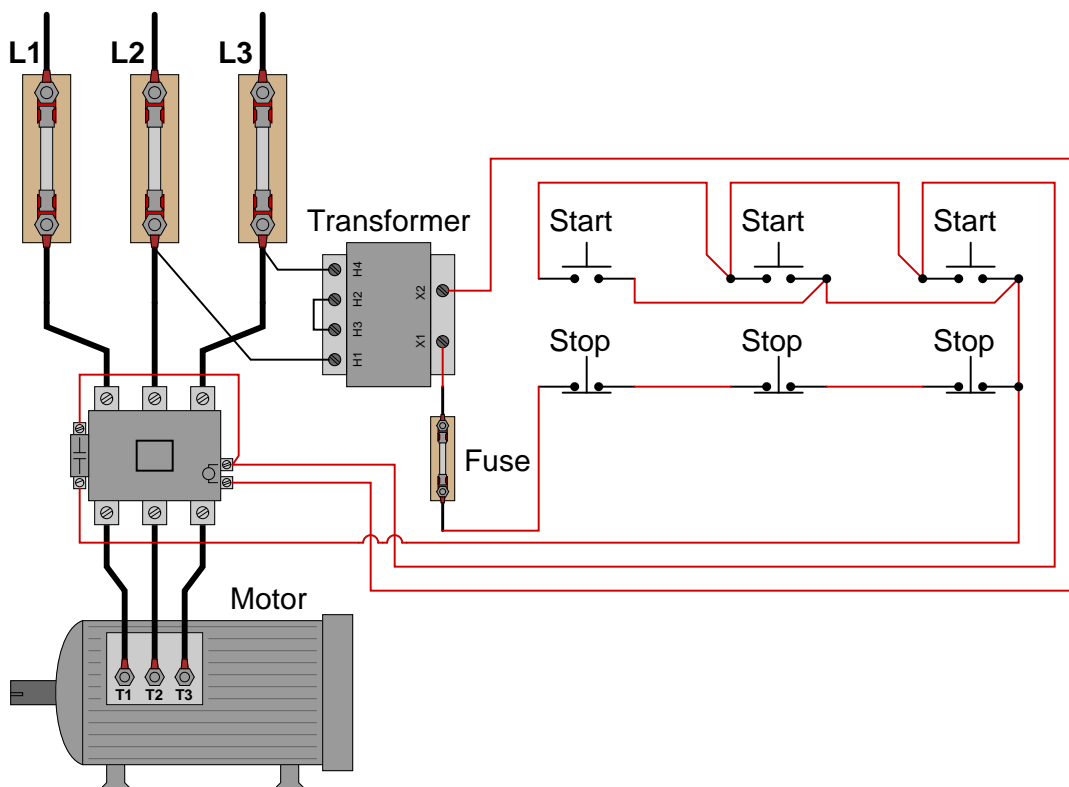 L1 L2 L3
Transformer
H4
H2
H3
H1
X2
X1
Start Start Start
Stop Stop Stop
Fuse
Motor
T1 T2 T3